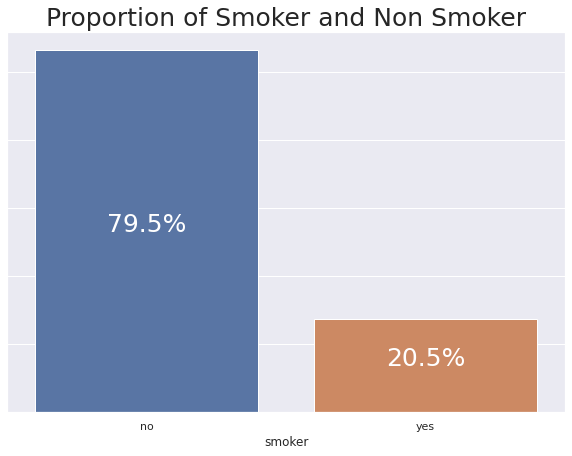 Proportion of Smoker and Non Smoker
79.5%
20.5%
no
yes
smoker